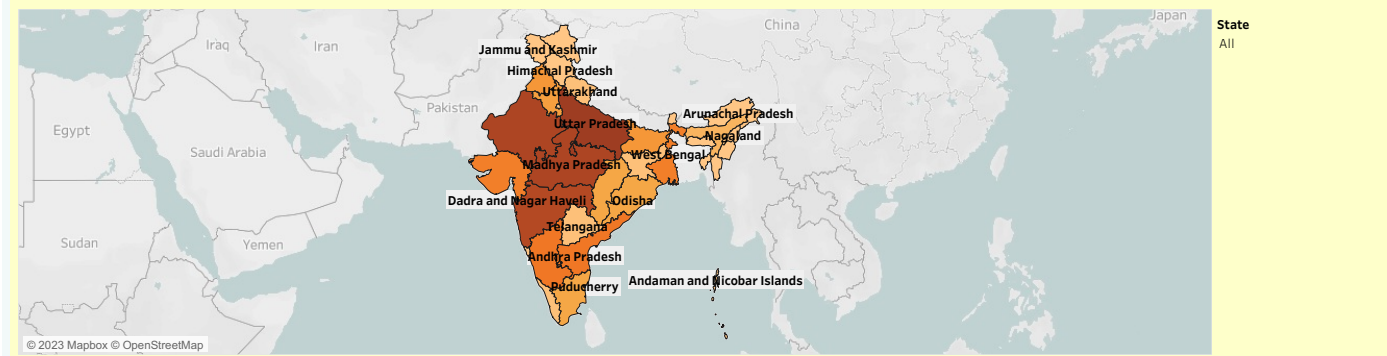 Japan
State
China
All
Iraq
Iran
Jammu and Kashmir
Himachal Pradesh
Uttarakhand
Pakistan
Arunachal Pradesh
Egypt
Uttar Pradesh
Nagaland
Saudi Arabia
West Bengal
Madhya Pradesh
Dadra and Nagar Haveli
Odisha
Telangana
Sudan
Yemen
Andhra Pradesh
Andaman and Nicobar Islands
Puducherry
© 2023 Mapbox © OpenStreetMap